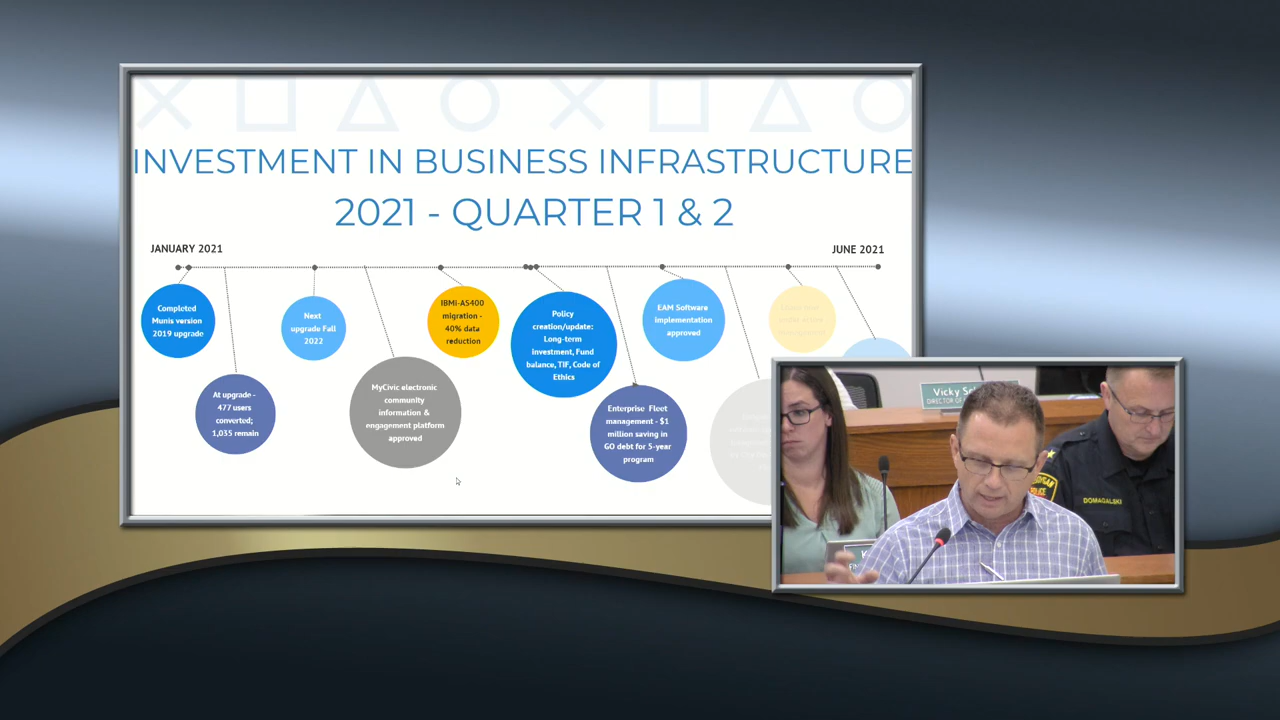 INVESTMENT IN BUSINESS INFRASTRUCTURE
2021 - QUARTER 1 & 2
JANUARY 2021
JUNE 2021
Completed
Munis version
2019 upgrade
At upgrade -
477 users
converted;
1,035 remain
Next
upgrade Fall
2022
MyCivic electronic
community
information &
engagement platform
approved
IBMi-AS400
migration -
40% data
reduction
Policy
creation/update:
Long-term
investment, Fund
balance, TIF, Code of
Ethics
Enterprise Fleet
management - $1
million saving in
GO debt for 5-year
program
EAM Software
implementation
approved
Vicky
DIRECTOR OF
DOMAGALSKI